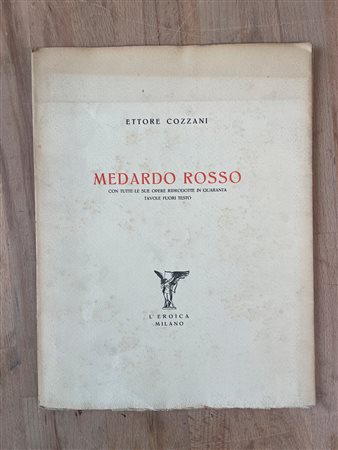 ETTORE COZZANI
MEDARDO ROSSO
CON TUTTE LE SUE OPERE RIPRODOTTE IN QUARANTA
TAVOLE FUORI TESTO
L'EROICA
MILANO